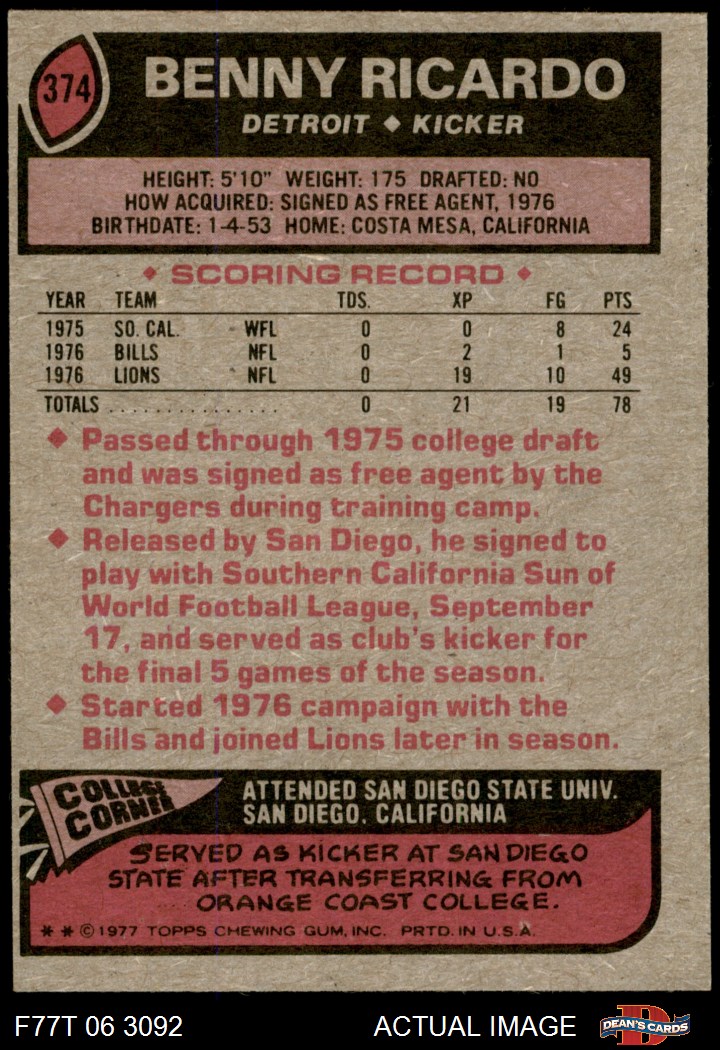 374
BENNY RICARDO
DETROIT ◆ KICKER
HEIGHT: 5'10" WEIGHT: 175 DRAFTED: NO
HOW ACQUIRED: SIGNED AS FREE AGENT, 1976
BIRTHDATE: 1-4-53 HOME: COSTA MESA, CALIFORNIA
◆ SCORING RECORD ◆
YEAR TEAM TDS. XP FG PTS
1975 SO. CAL. WFL 0 0 8 24
1976 BILLS NFL 0 2 1 5
1976 LIONS NFL 0 19 10 49
TOTALS . . . . . . . . . . . . . . . . 0 21 19 78
◆ Passed through 1975 college draft
and was signed as free agent by the
Chargers during training camp.
◆ Released by San Diego, he signed to
play with Southern California Sun of
World Football League, September
17, and served as club's kicker for
the final 5 games of the season.
◆ Started 1976 campaign with the
Bills and joined Lions later in season.
COLLEGE
CORNER
ATTENDED SAN DIEGO STATE UNIV.
SAN DIEGO, CALIFORNIA
SERVED AS KICKER AT SAN DIEGO
STATE AFTER TRANSFERRING FROM
ORANGE COAST COLLEGE.
* * © 1977 TOPPS CHEWING GUM, INC. PRTD. IN U.S.A.
F77T 06 3092 ACTUAL IMAGE
D
DEAN'S CARDS